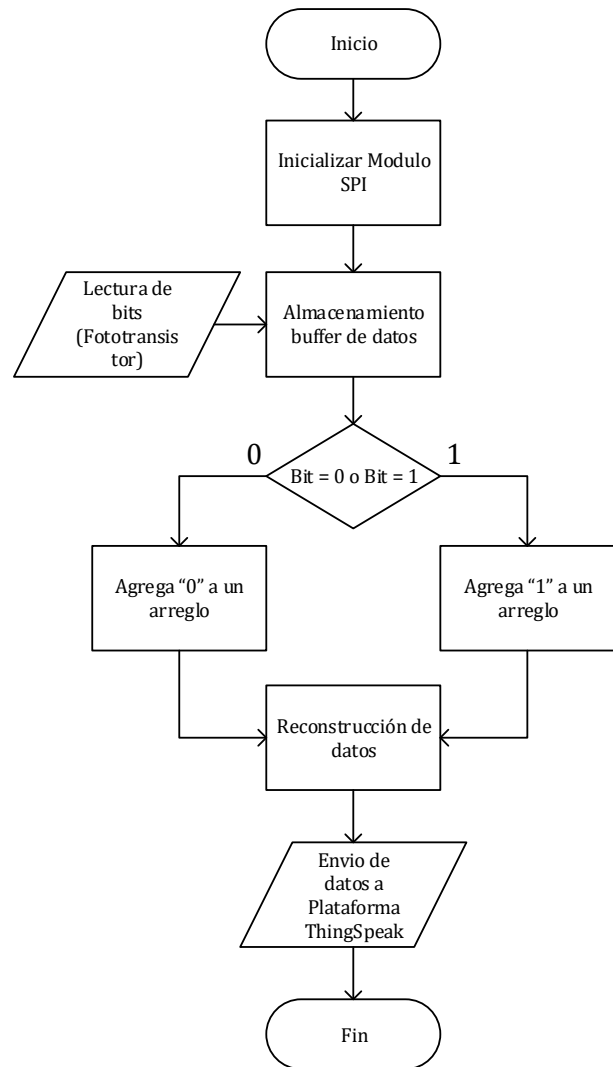 Inicio
Inicializar Modulo
SPI
Lectura de
bits
(Fototransis
tor)
Almacenamiento
buffer de datos
0
Bit = 0 o Bit = 1
1
Agrega “0” a un
arreglo
Agrega “1” a un
arreglo
Reconstrucción de
datos
Envio de
datos a
Plataforma
ThingSpeak
Fin